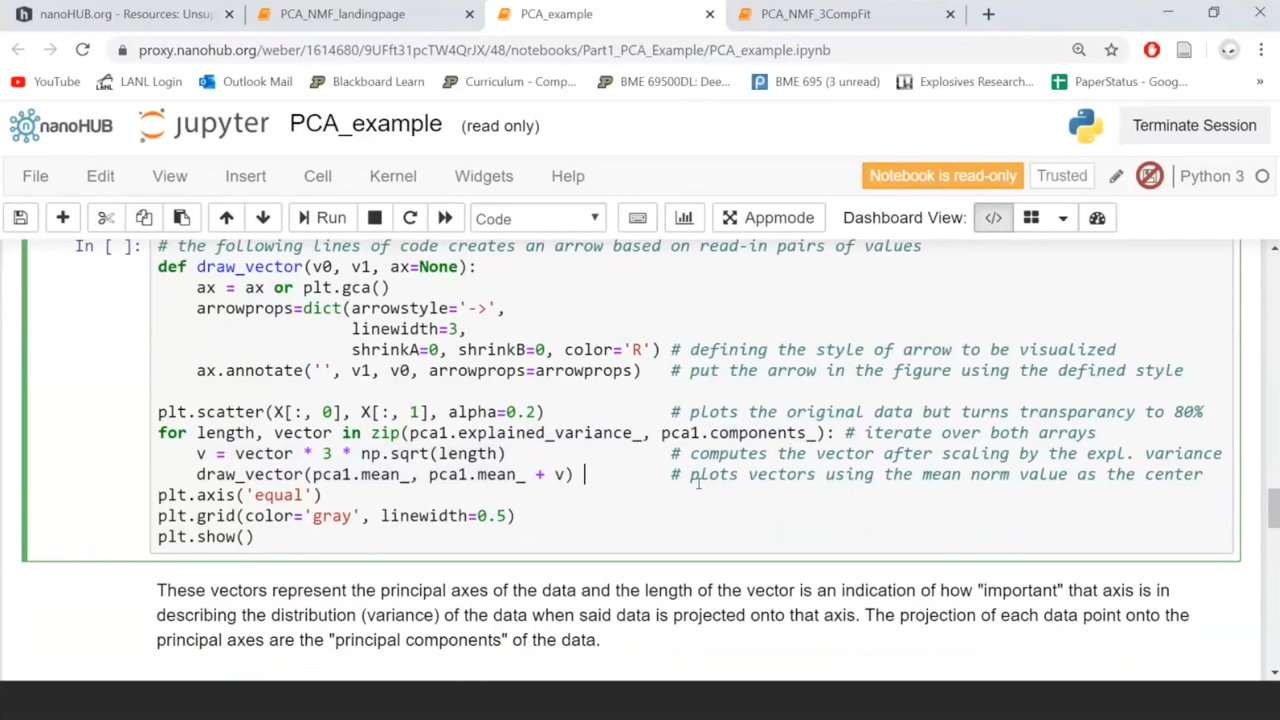 nanoHUB.org - Resources: Unsu
PCA_NMF_landingpage
PCA_example
PCA_NMF_3CompFit
proxy.nanohub.org/weber/1614680/9UFft31pcTW4QrJX/48/notebooks/Part1_PCA_Example/PCA_example.ipynb
YouTube
LANL Login
Outlook Mail
Blackboard Learn
Curriculum - Comp...
BME 69500DL: Dee...
BME 695 (3 unread)
Explosives Research...
PaperStatus - Goog...
»
nanoHUB
jupyter
PCA_example
(read only)
Terminate Session
File
Edit
View
Insert
Cell
Kernel
Widgets
Help
Notebook is read-only
Trusted
Python 3
Run
Code
Appmode
Dashboard View:
</>
In [ ]:
# the following lines of code creates an arrow based on read-in pairs of values
def draw_vector(v0, v1, ax=None):
    ax = ax or plt.gca()
    arrowprops=dict(arrowstyle='->',
                    linewidth=3,
                    shrinkA=0, shrinkB=0, color='R') # defining the style of arrow to be visualized
    ax.annotate('', v1, v0, arrowprops=arrowprops)   # put the arrow in the figure using the defined style
plt.scatter(X[:, 0], X[:, 1], alpha=0.2)             # plots the original data but turns transparancy to 80%
for length, vector in zip(pca1.explained_variance_, pca1.components_): # iterate over both arrays
    v = vector * 3 * np.sqrt(length)                 # computes the vector after scaling by the expl. variance
    draw_vector(pca1.mean_, pca1.mean_ + v)          # plots vectors using the mean norm value as the center
plt.axis('equal')
plt.grid(color='gray', linewidth=0.5)
plt.show()
These vectors represent the principal axes of the data and the length of the vector is an indication of how "important" that axis is in
describing the distribution (variance) of the data when said data is projected onto that axis. The projection of each data point onto the
principal axes are the "principal components" of the data.